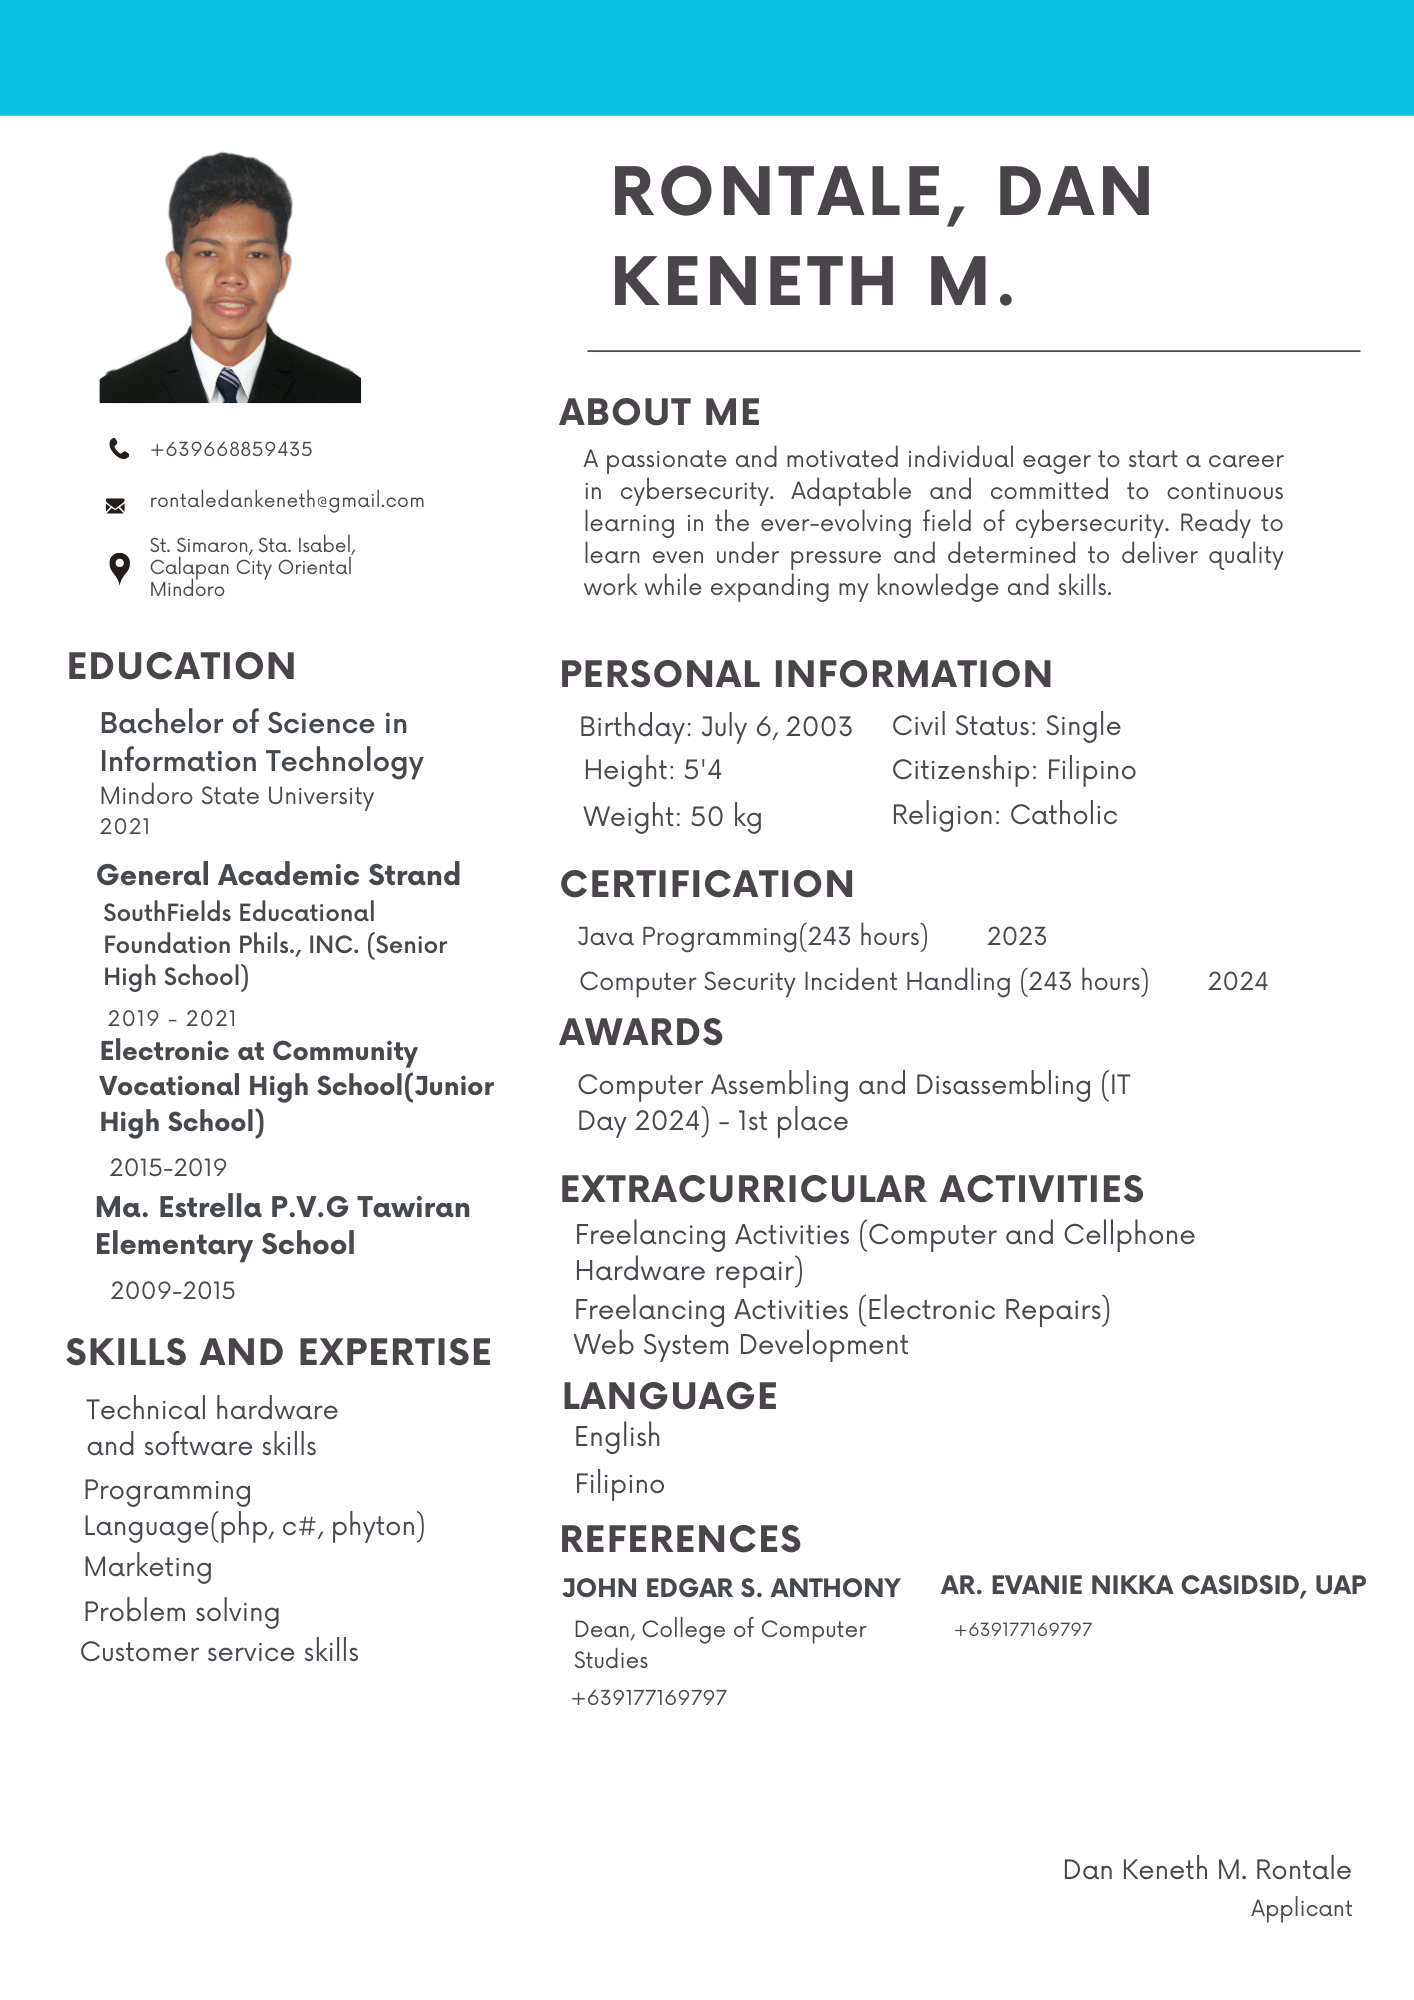 RONTALE, DAN
KENETH M.
+639668859435
rontaledankeneth@gmail.com
St. Simaron, Sta. Isabel,
Calapan City Oriental
Mindoro
EDUCATION
Bachelor of Science in
Information Technology
Mindoro State University
2021
General Academic Strand
SouthFields Educational
Foundation Phils., INC. (Senior
High School)
2019 - 2021
Electronic at Community
Vocational High School(Junior
High School)
2015-2019
Ma. Estrella P.V.G Tawiran
Elementary School
2009-2015
SKILLS AND EXPERTISE
Technical hardware
and software skills
Programming
Language(php, c#, phyton)
Marketing
Problem solving
Customer service skills
ABOUT ME
A passionate and motivated individual eager to start a career
in cybersecurity. Adaptable and committed to continuous
learning in the ever-evolving field of cybersecurity. Ready to
learn even under pressure and determined to deliver quality
work while expanding my knowledge and skills.
PERSONAL INFORMATION
Birthday: July 6, 2003 Civil Status: Single
Height: 5'4 Citizenship: Filipino
Weight: 50 kg Religion: Catholic
CERTIFICATION
Java Programming(243 hours) 2023
Computer Security Incident Handling (243 hours) 2024
AWARDS
Computer Assembling and Disassembling (IT
Day 2024) - 1st place
EXTRACURRICULAR ACTIVITIES
Freelancing Activities (Computer and Cellphone
Hardware repair)
Freelancing Activities (Electronic Repairs)
Web System Development
LANGUAGE
English
Filipino
REFERENCES
JOHN EDGAR S. ANTHONY
Dean, College of Computer
Studies
+639177169797
AR. EVANIE NIKKA CASIDSID, UAP
+639177169797
Dan Keneth M. Rontale
Applicant